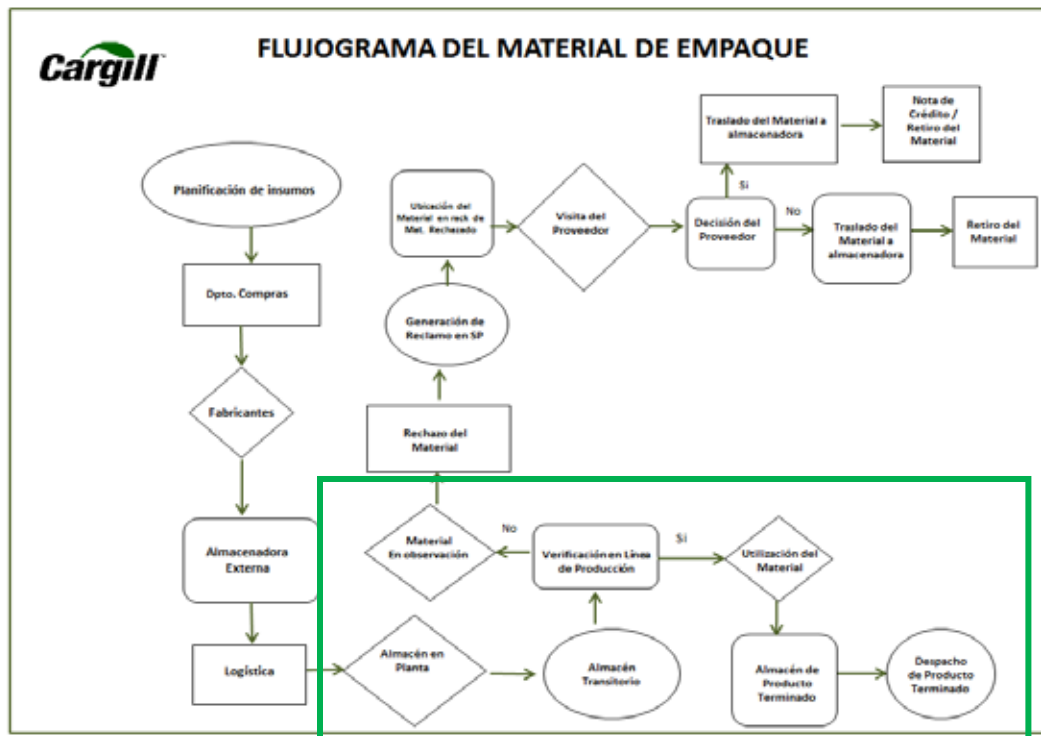 Cargill
FLUJOGRAMA DEL MATERIAL DE EMPAQUE
Planificación de insumos
Dpto. Compras
Fabricantes
Almacenadora
Externa
Logística
Almacén en
Planta
Almacén
Transitorio
Verificación en Línea
de Producción
No
Material
En observación
Sí
Utilización del
Material
Almacén de
Producto
Terminado
Despacho
de Producto
Terminado
Rechazo del
Material
Generación de
Reclamo en SP
Ubicación del
Material en rack de
Mat. Rechazado
Visita del
Proveedor
Decisión del
Proveedor
Si
Traslado del Material a
almacenadora
Nota de
Crédito /
Retiro del
Material
No
Traslado del
Material a
almacenadora
Retiro del
Material